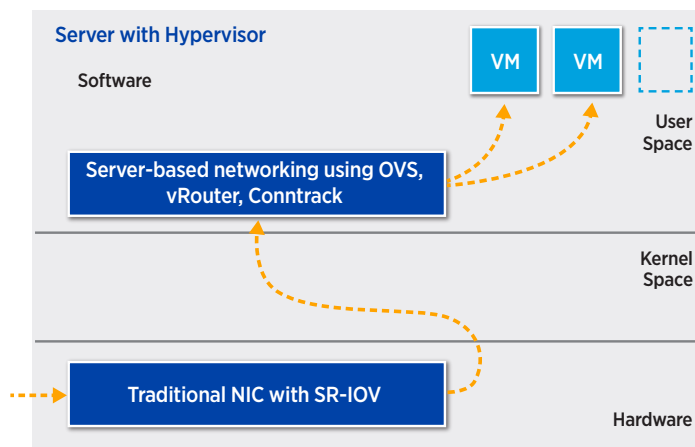 Server with Hypervisor
Software
VM
VM
User
Space
Server-based networking using OVS,
vRouter, Conntrack
Kernel
Space
Traditional NIC with SR-IOV
Hardware